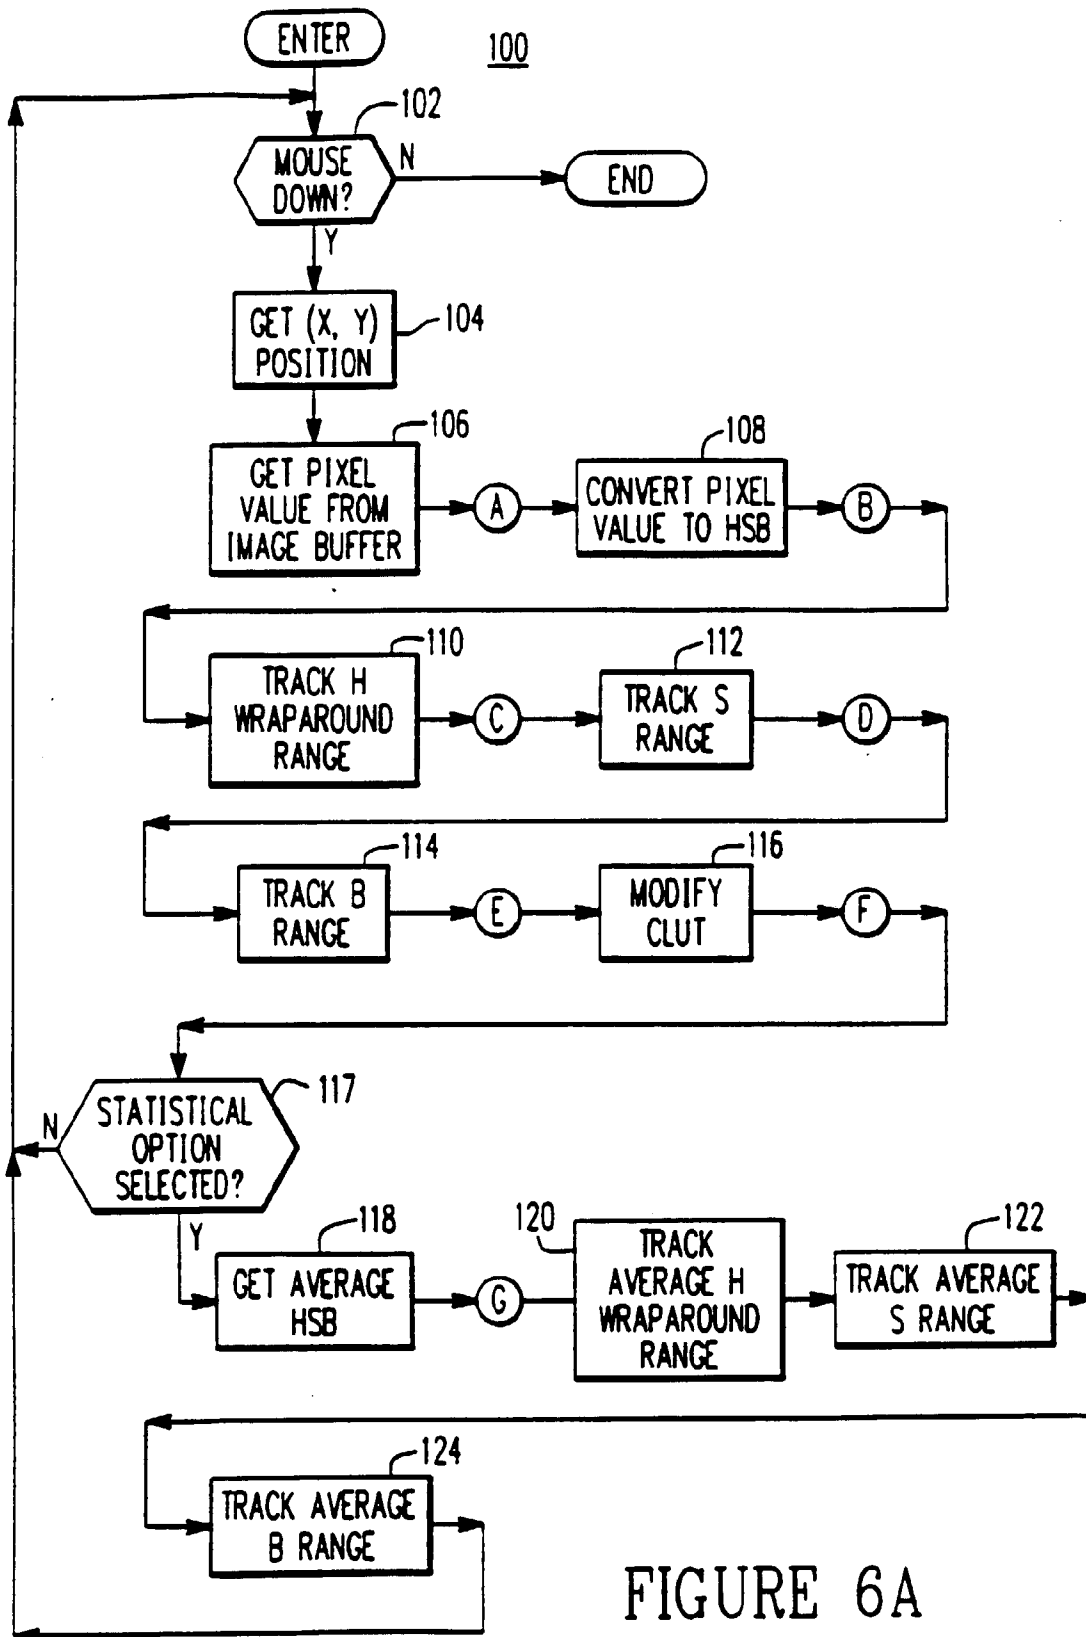 ENTER
100
102
MOUSE
DOWN?
N
END
Y
GET (X, Y)
POSITION
104
106
GET PIXEL
VALUE FROM
IMAGE BUFFER
A
108
CONVERT PIXEL
VALUE TO HSB
B
110
TRACK H
WRAPAROUND
RANGE
C
112
TRACK S
RANGE
D
114
TRACK B
RANGE
E
116
MODIFY
CLUT
F
117
STATISTICAL
OPTION
SELECTED?
N
Y
118
GET AVERAGE
HSB
G
120
TRACK
AVERAGE H
WRAPAROUND
RANGE
122
TRACK AVERAGE
S RANGE
124
TRACK AVERAGE
B RANGE
FIGURE 6A